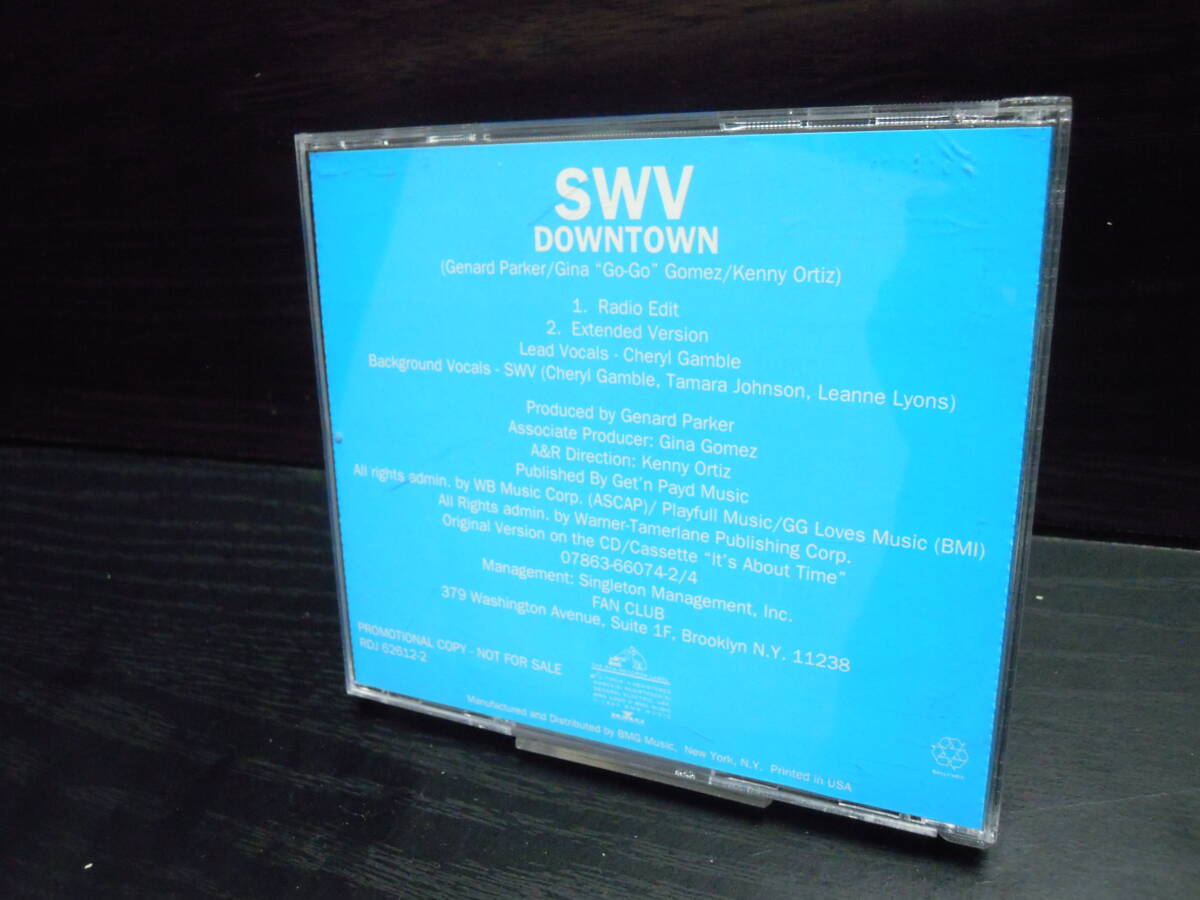 SWV
DOWNTOWN
(Genard Parker/Gina “Go-Go” Gomez/Kenny Ortiz)
1. Radio Edit
2. Extended Version
Lead Vocals - Cheryl Gamble
Background Vocals - SWV (Cheryl Gamble, Tamara Johnson, Leanne Lyons)
Produced by Genard Parker
Associate Producer: Gina Gomez
A&R Direction: Kenny Ortiz
Published By Get'n Payd Music
All rights admin. by WB Music Corp. (ASCAP)/ Playfull Music/GG Loves Music (BMI)
All Rights admin. by Warner-Tamerlane Publishing Corp.
Original Version on the CD/Cassette “It's About Time”
07863-66074-2/4
Management: Singleton Management, Inc.
FAN CLUB
379 Washington Avenue, Suite 1F, Brooklyn N.Y. 11238
PROMOTIONAL COPY - NOT FOR SALE
RDJ 62612-2
Manufactured and Distributed by BMG Music, New York, N.Y. Printed in USA